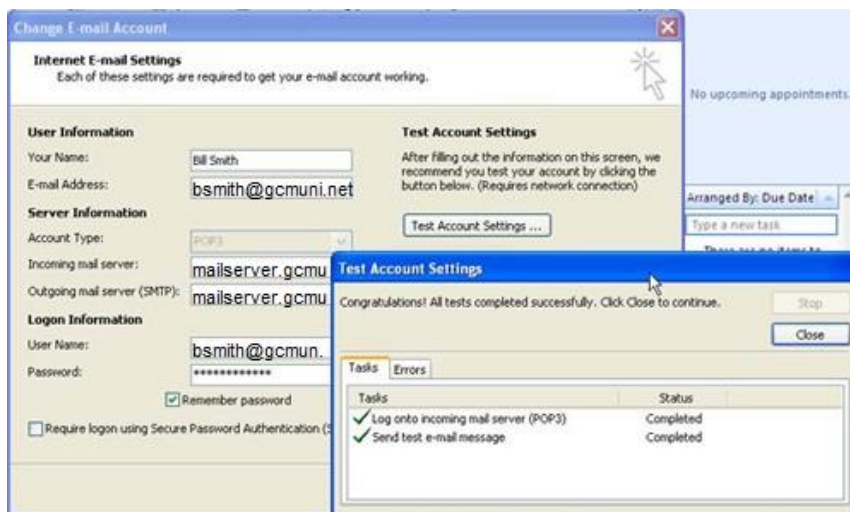 Change E-mail Account
Internet E-mail Settings
Each of these settings are required to get your e-mail account working.
No upcoming appointments.
User Information
Your Name:
Bill Smith
E-mail Address:
bsmith@gcmuni.net
Server Information
Account Type:
POP3
Incoming mail server:
mailserver.gcmu
Outgoing mail server (SMTP):
mailserver.gcmu
Logon Information
User Name:
bsmith@gcmun.
Password:
************
Remember password
Require logon using Secure Password Authentication (S
Test Account Settings
After filling out the information on this screen, we
recommend you test your account by clicking the
button below. (Requires network connection)
Test Account Settings ...
Arranged By: Due Date
Type a new task
There are no items to
Test Account Settings
Congratulations! All tests completed successfully. Click Close to continue.
Stop
Close
Tasks
Errors
Tasks
Status
Log onto incoming mail server (POP3)
Completed
Send test e-mail message
Completed